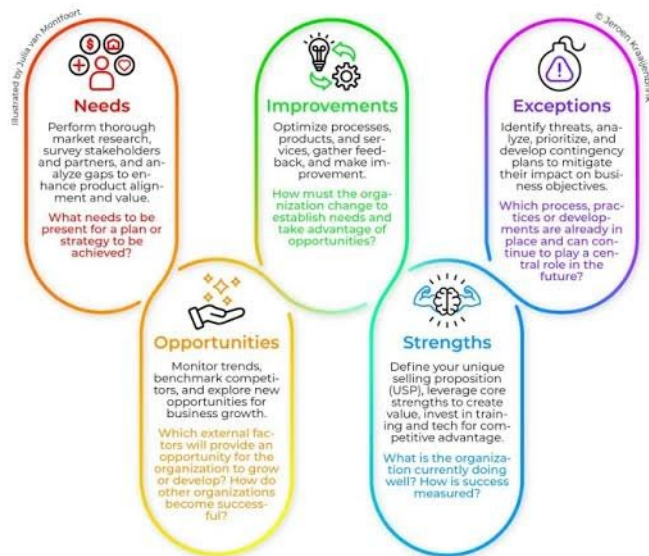 Illustrated by Julia van Montfoort
© Jeroen Kraaijenbrink
Needs
Perform thorough
market research,
survey stakeholders
and partners, and an-
alyze gaps to en-
hance product align-
ment and value.
What needs to be
present for a plan or
strategy to be
achieved?
Improvements
Optimize processes,
products, and ser-
vices, gather feed-
back, and make im-
provement.
How must the orga-
nization change to
establish needs and
take advantage of
opportunities?
Exceptions
Identify threats, ana-
lyze, prioritize, and
develop contingency
plans to mitigate
their impact on busi-
ness objectives.
Which process, prac-
tices or develop-
ments are already in
place and can con-
tinue to play a cen-
tral role in the
future?
Opportunities
Monitor trends,
benchmark competi-
tors, and explore new
opportunities for
business growth.
Which external fac-
tors will provide an
opportunity for the
organization to grow
or develop? How do
other organizations
become success-
ful?
Strengths
Define your unique
selling proposition
(USP), leverage core
strengths to create
value, invest in train-
ing and tech for com-
petitive advantage.
What is the organiza-
tion currently doing
well? How is success
measured?